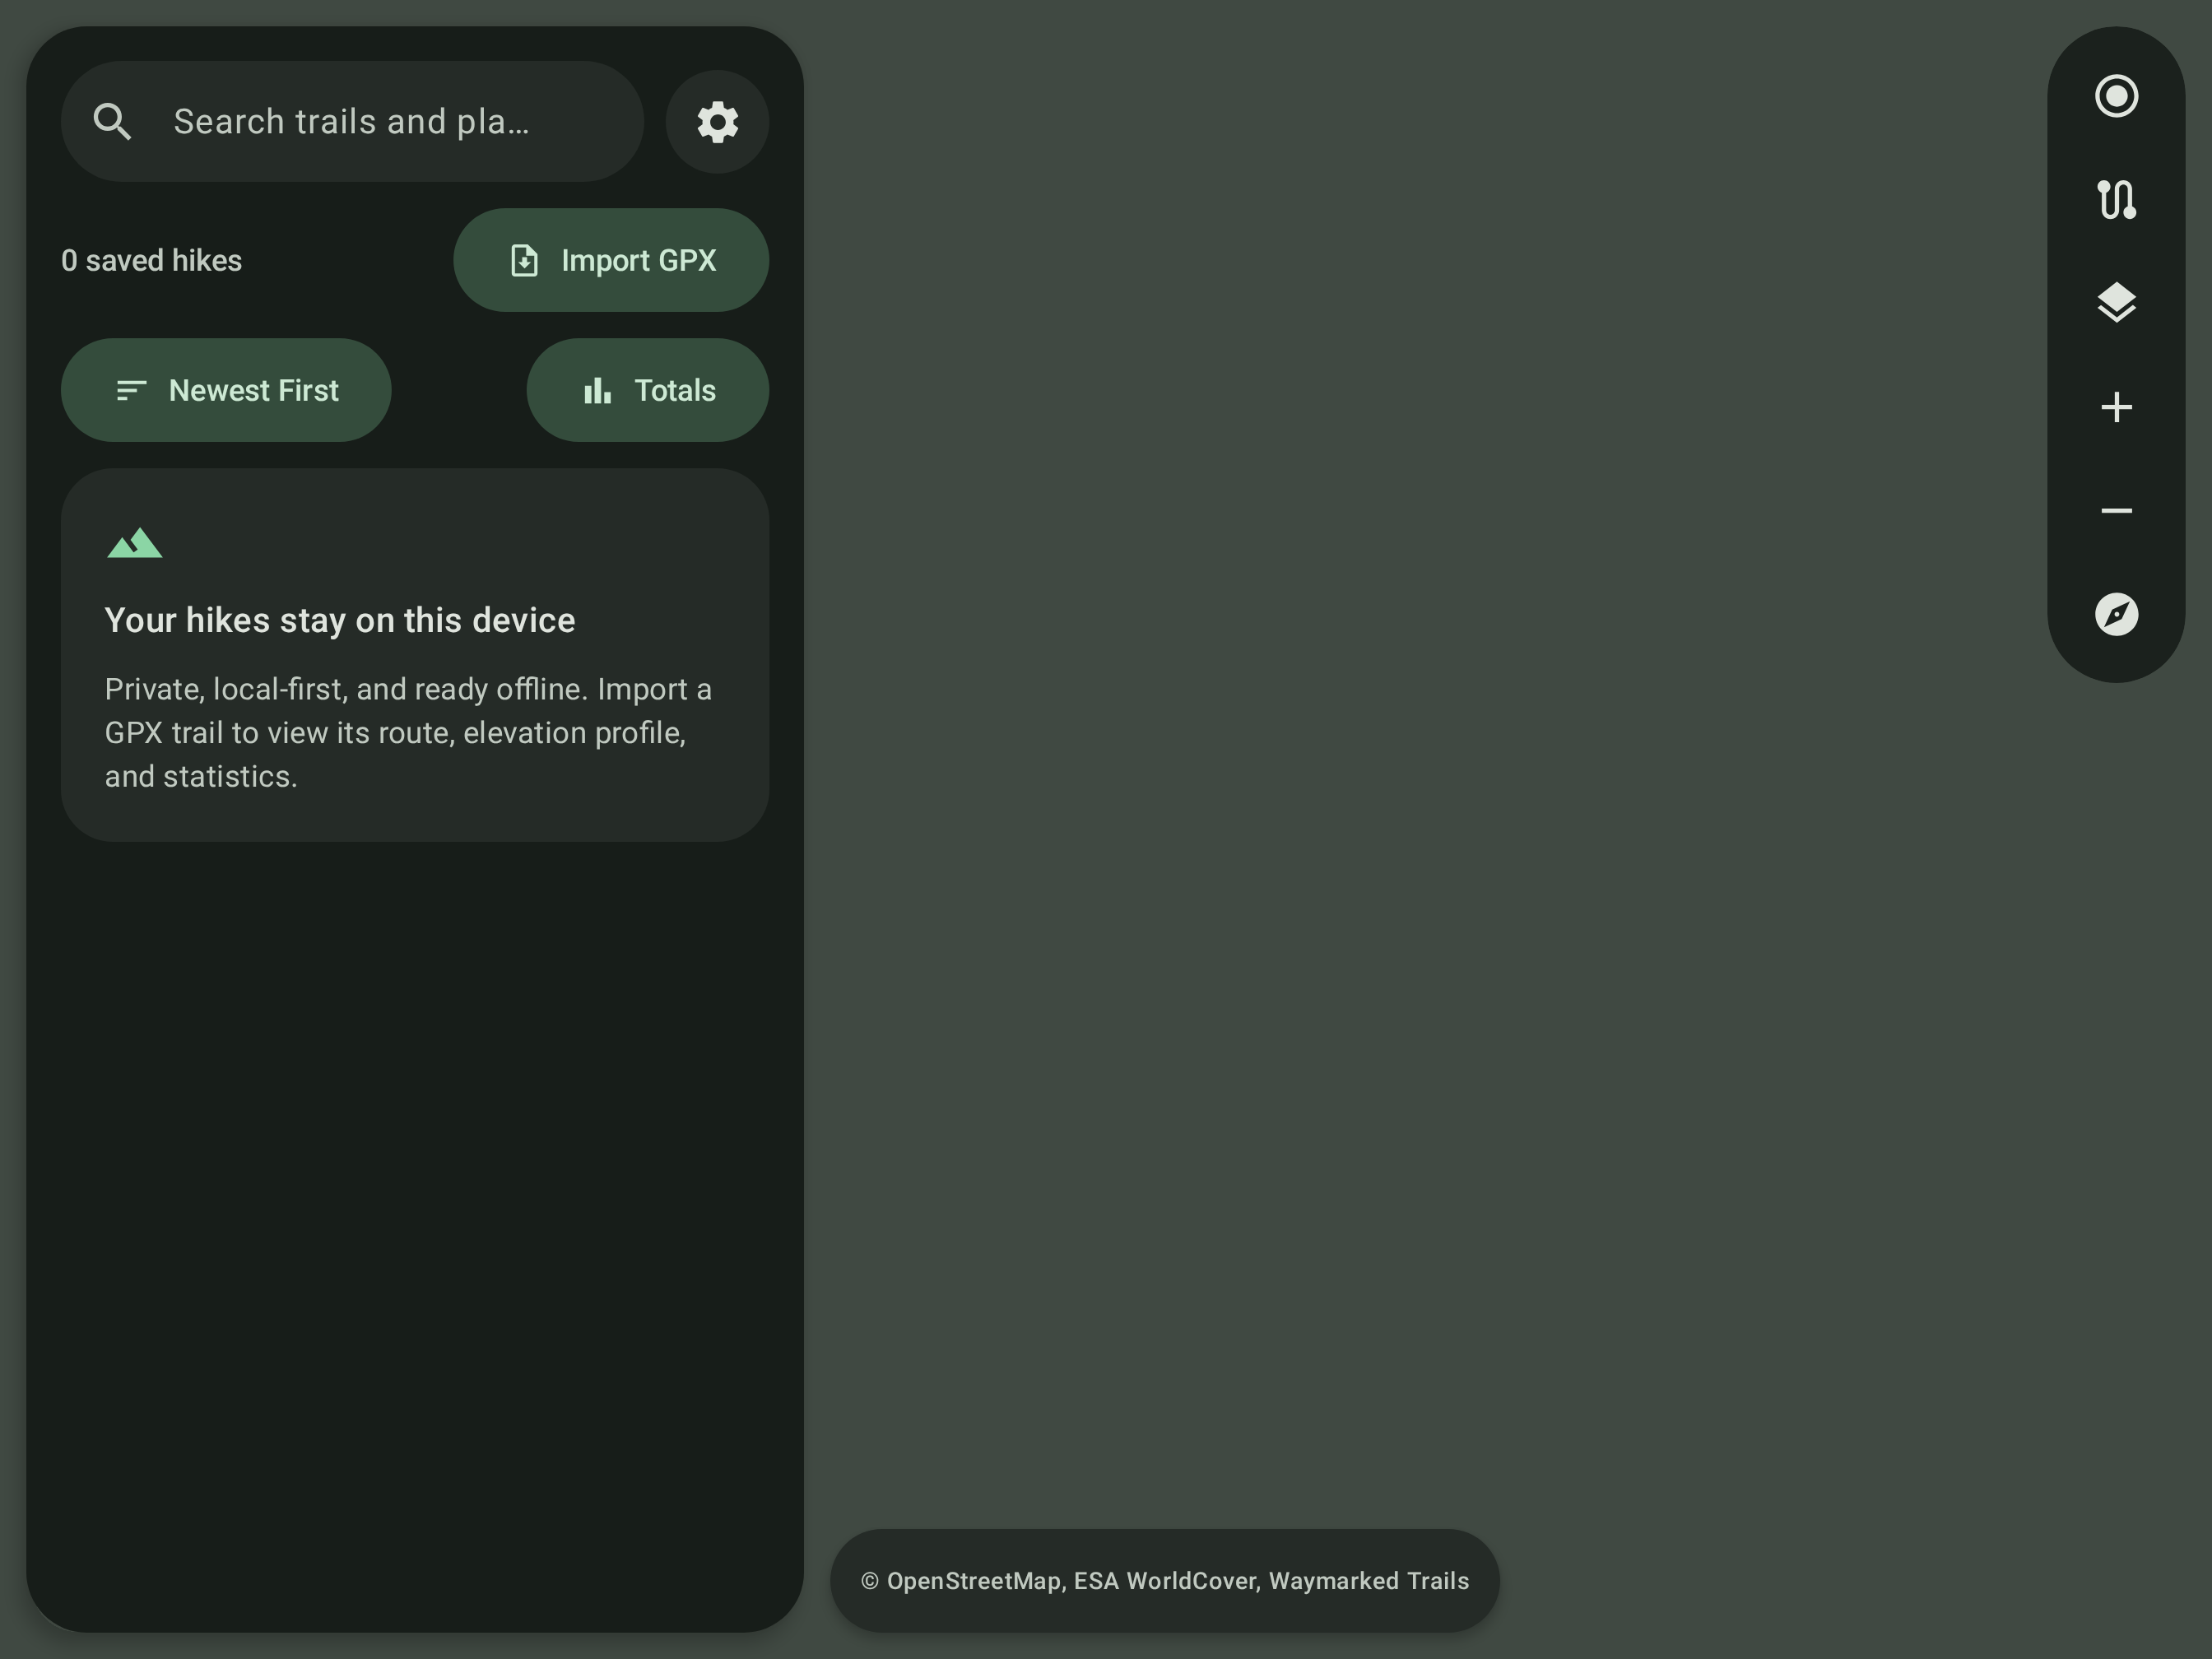 Search trails and pla…
0 saved hikes
Import GPX
Newest First
Totals
Your hikes stay on this device
Private, local-first, and ready offline. Import a
GPX trail to view its route, elevation profile,
and statistics.
© OpenStreetMap, ESA WorldCover, Waymarked Trails